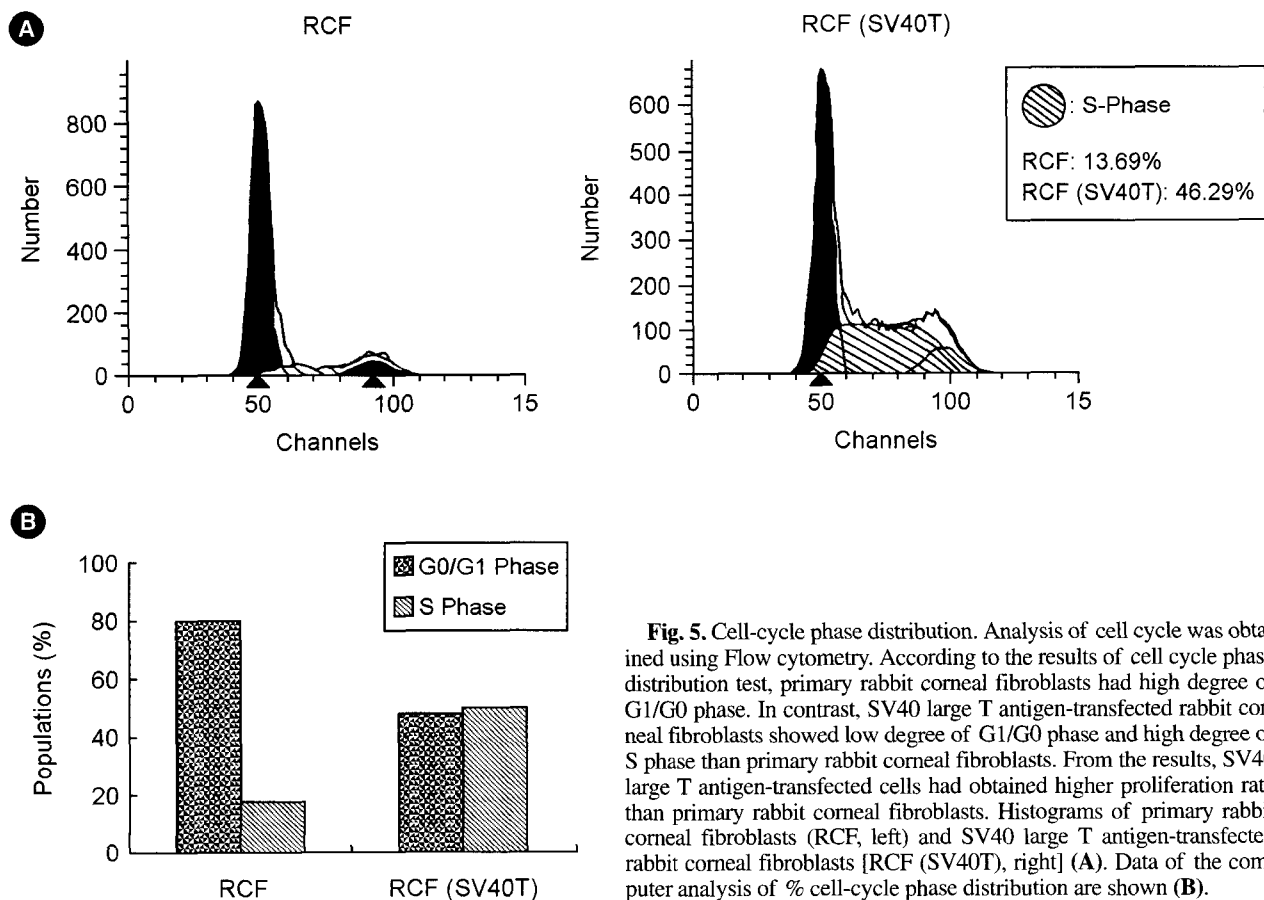 A
RCF
RCF (SV40T)
Number
800
600
400
200
0
0
50
100
15
Channels
Number
600
500
400
300
200
100
0
0
50
100
15
Channels
: S-Phase
RCF: 13.69%
RCF (SV40T): 46.29%
B
Populations (%)
100
80
60
40
20
0
G0/G1 Phase
S Phase
RCF
RCF (SV40T)
Fig. 5. Cell-cycle phase distribution. Analysis of cell cycle was obta-
ined using Flow cytometry. According to the results of cell cycle phas
distribution test, primary rabbit corneal fibroblasts had high degree o
G1/G0 phase. In contrast, SV40 large T antigen-transfected rabbit cor
neal fibroblasts showed low degree of G1/G0 phase and high degree o
S phase than primary rabbit corneal fibroblasts. From the results, SV40
large T antigen-transfected cells had obtained higher proliferation rat
than primary rabbit corneal fibroblasts. Histograms of primary rabbi
corneal fibroblasts (RCF, left) and SV40 large T antigen-transfecte
rabbit corneal fibroblasts [RCF (SV40T), right] (A). Data of the com
puter analysis of % cell-cycle phase distribution are shown (B).